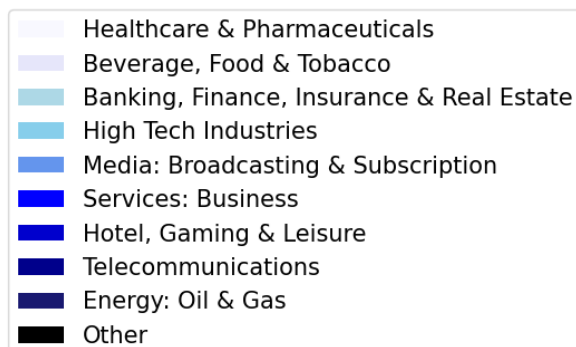 Healthcare & Pharmaceuticals
Beverage, Food & Tobacco
Banking, Finance, Insurance & Real Estate
High Tech Industries
Media: Broadcasting & Subscription
Services: Business
Hotel, Gaming & Leisure
Telecommunications
Energy: Oil & Gas
Other